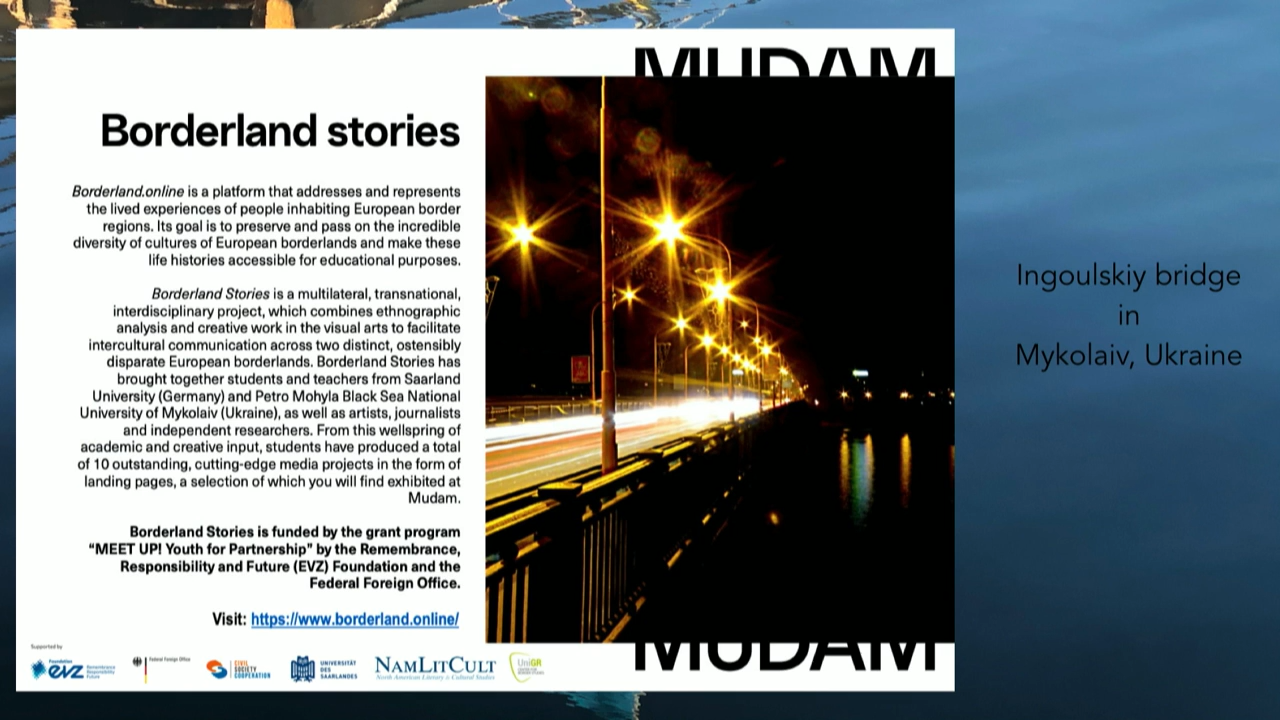 MUDAM
Borderland stories
Borderland.online is a platform that addresses and represents
the lived experiences of people inhabiting European border
regions. Its goal is to preserve and pass on the incredible
diversity of cultures of European borderlands and make these
life histories accessible for educational purposes.
Borderland Stories is a multilateral, transnational,
interdisciplinary project, which combines ethnographic
analysis and creative work in the visual arts to facilitate
intercultural communication across two distinct, ostensibly
disparate European borderlands. Borderland Stories has
brought together students and teachers from Saarland
University (Germany) and Petro Mohyla Black Sea National
University of Mykolaiv (Ukraine), as well as artists, journalists
and independent researchers. From this wellspring of
academic and creative input, students have produced a total
of 10 outstanding, cutting-edge media projects in the form of
landing pages, a selection of which you will find exhibited at
Mudam.
Borderland Stories is funded by the grant program
“MEET UP! Youth for Partnership” by the Remembrance,
Responsibility and Future (EVZ) Foundation and the
Federal Foreign Office.
Visit: https://www.borderland.online/
Supported by
Foundation
evz
Remembrance
Responsibility
Future
Federal Foreign Office
CIVIL
SOCIETY
COOPERATION
UNIVERSITÄT
DES
SAARLANDES
NAMLITCULT
North American Literary & Cultural Studies
UniGR
CENTER FOR
BORDER STUDIES
MUDAM
Ingoulskiy bridge
in
Mykolaiv, Ukraine